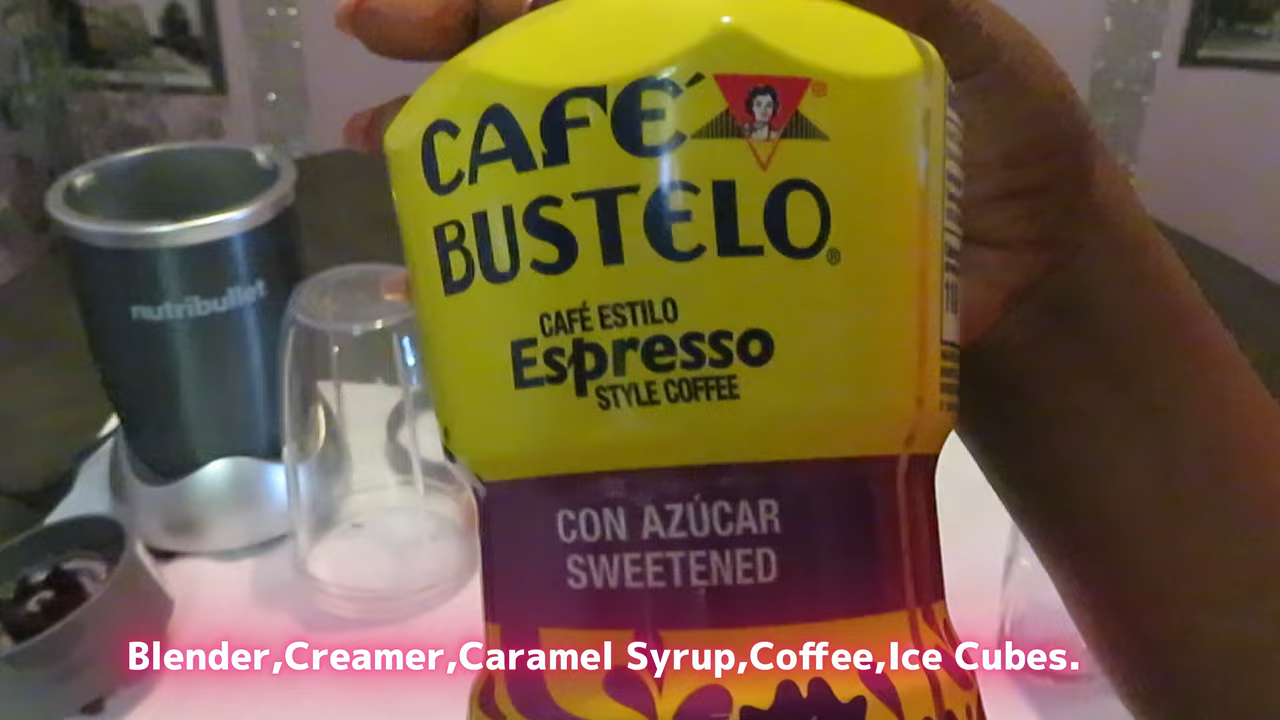 CAFÉ
BUSTELO®
CAFÉ ESTILO
Espresso
STYLE COFFEE
CON AZÚCAR
SWEETENED
nutribullet
Blender,Creamer,Caramel Syrup,Coffee,Ice Cubes.